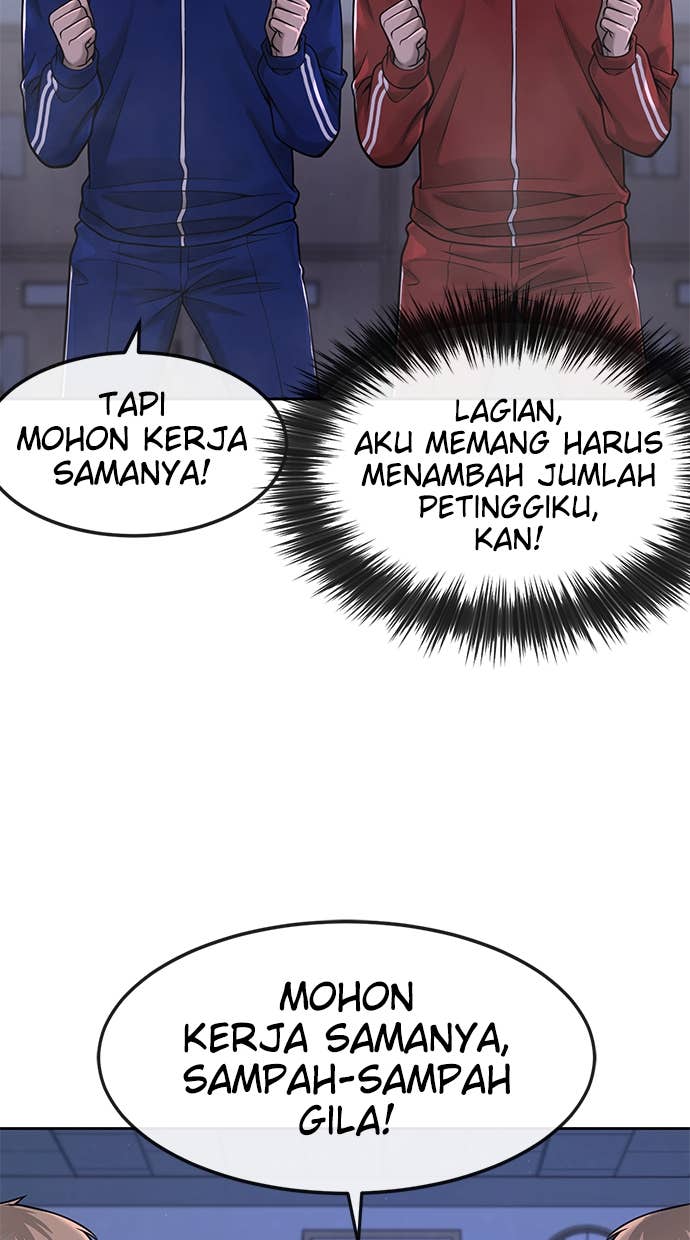 TAPI
MOHON KERJA
SAMANYA!
LAGIAN,
AKU MEMANG HARUS
MENAMBAH JUMLAH
PETINGGIKU,
KAN!
MOHON
KERJA SAMANYA,
SAMPAH-SAMPAH
GILA!